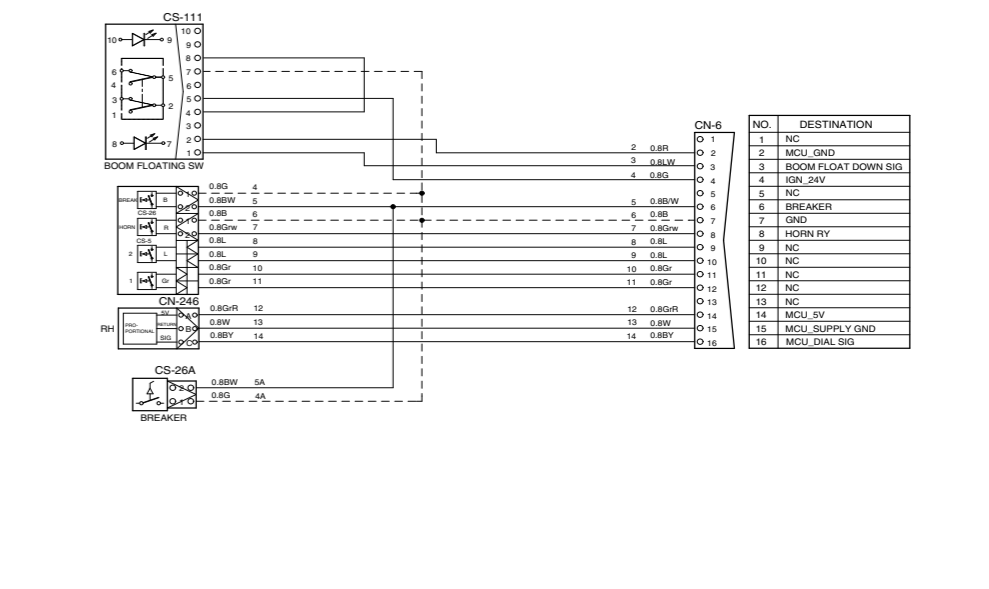 CS-111
10 9
6
4
3
1
5
2
8 7
10
9
8
7
6
5
4
3
2
1
BOOM FLOATING SW
BREAK B
CS-26
HORN R
CS-5
2 L
1 Gr
1
2
1
2
0.8G 4
0.8BW 5
0.8B 6
0.8Grw 7
0.8L 8
0.8L 9
0.8Gr 10
0.8Gr 11
CN-246
RH
PRO-
PORTIONAL
5V A
RETURN B
SIG C
0.8GrR 12
0.8W 13
0.8BY 14
CS-26A
2 0.8BW 5A
1 0.8G 4A
BREAKER
2 0.8R
3 0.8LW
4 0.8G
5 0.8B/W
6 0.8B
7 0.8Grw
8 0.8L
9 0.8L
10 0.8Gr
11 0.8Gr
12 0.8GrR
13 0.8W
14 0.8BY
CN-6
1
2
3
4
5
6
7
8
9
10
11
12
13
14
15
16
NO. DESTINATION
1 NC
2 MCU_GND
3 BOOM FLOAT DOWN SIG
4 IGN_24V
5 NC
6 BREAKER
7 GND
8 HORN RY
9 NC
10 NC
11 NC
12 NC
13 NC
14 MCU_5V
15 MCU_SUPPLY GND
16 MCU_DIAL SIG